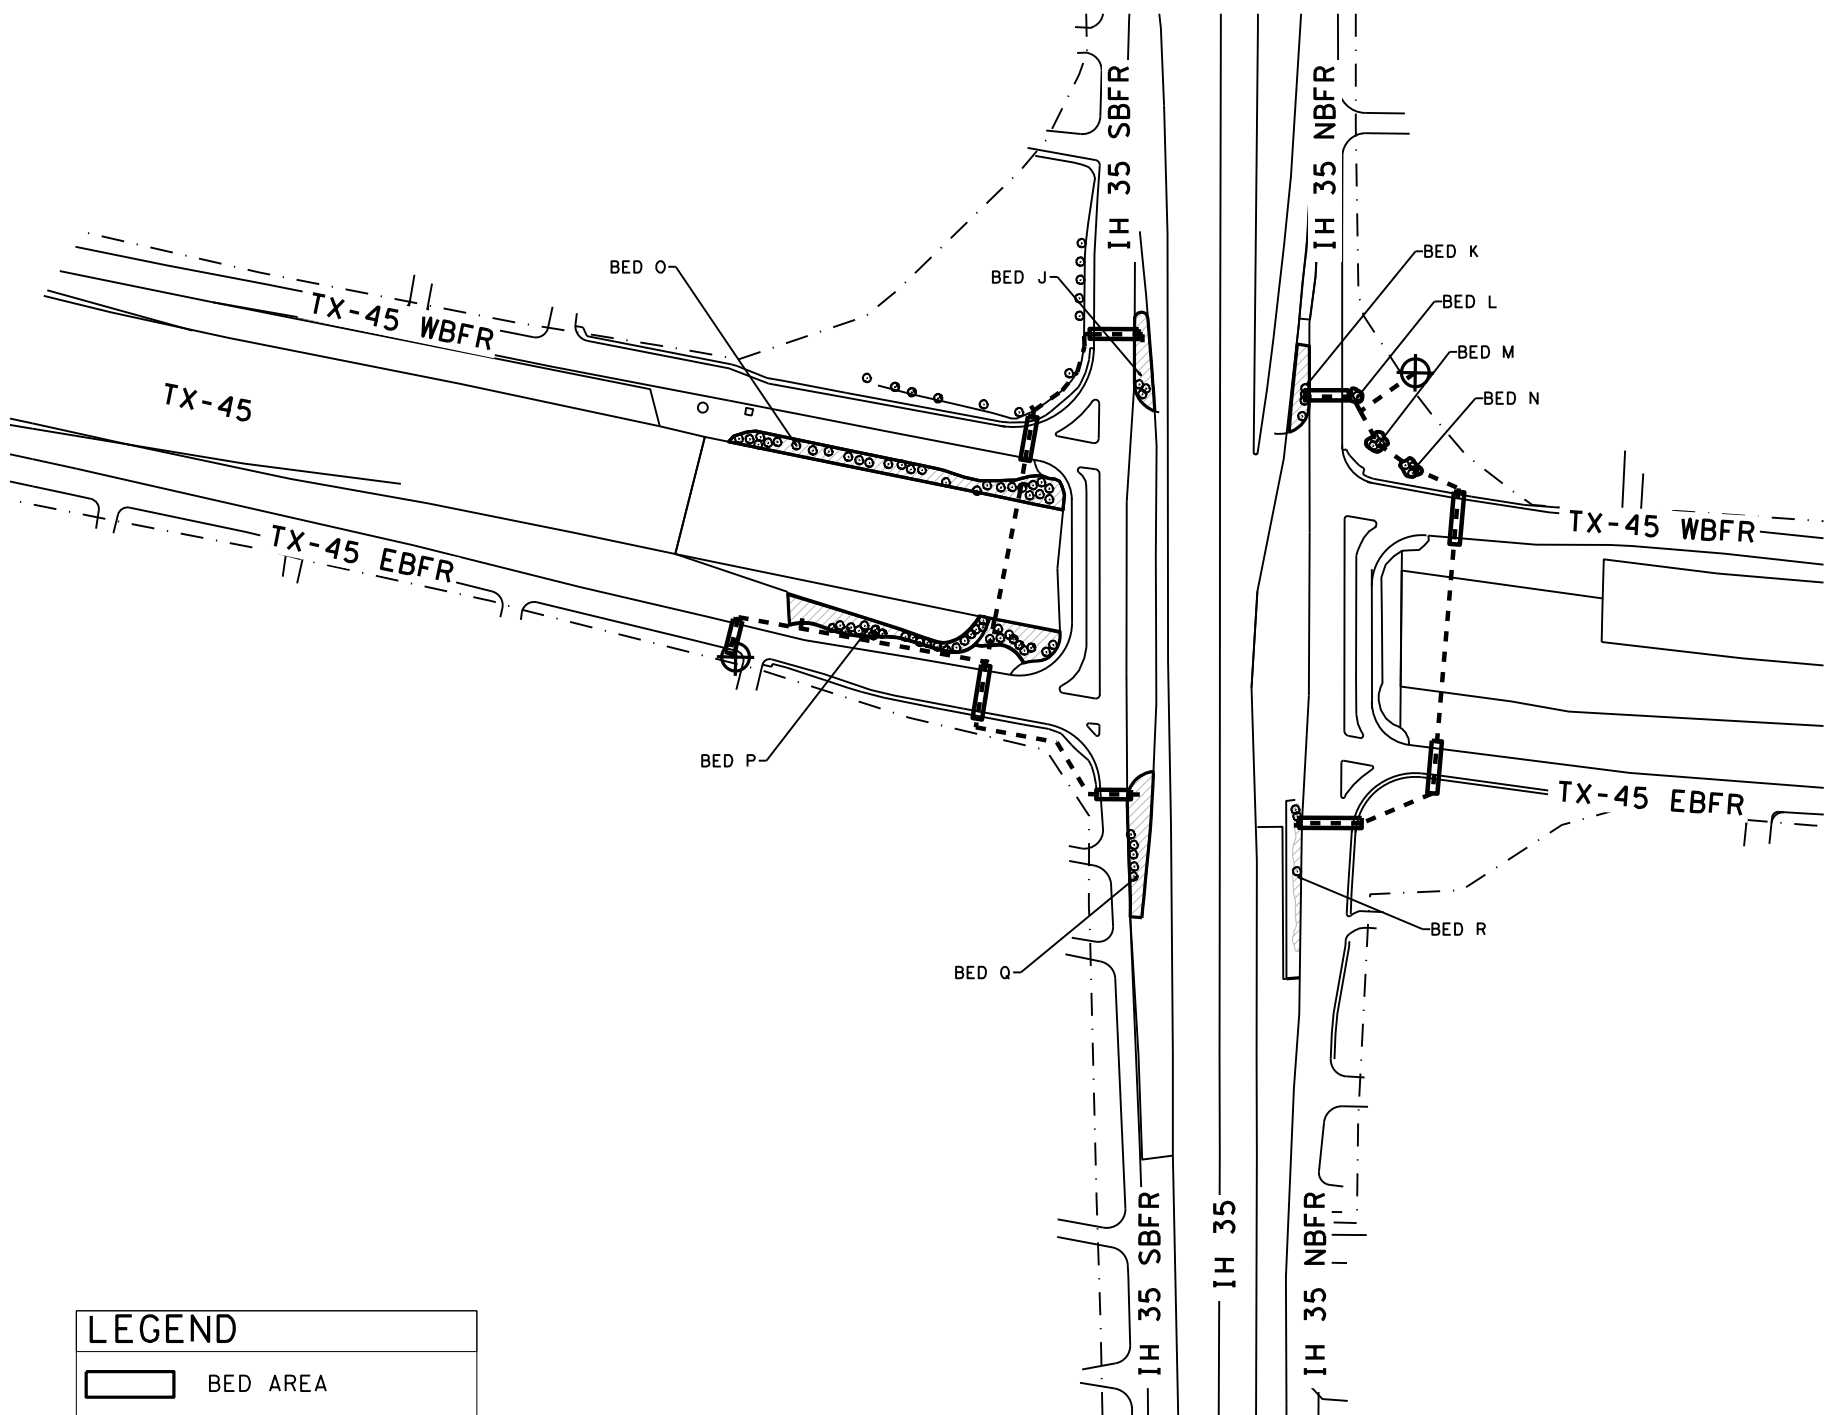 IH 35 SBFR
IH 35 NBFR
BED K
BED O
BED J
BED L
TX-45 WBFR
BED M
TX-45
BED N
TX-45 WBFR
TX-45 EBFR
BED P
TX-45 EBFR
BED R
BED Q
IH 35 SBFR
IH 35
IH 35 NBFR
LEGEND
BED AREA